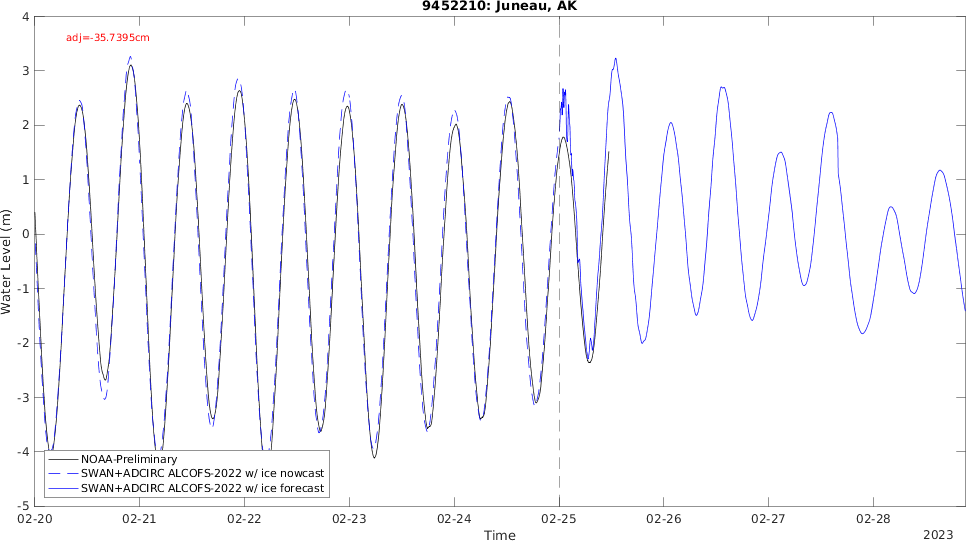 9452210: Juneau, AK
adj=-35.7395cm
4
3
2
1
0
-1
-2
-3
-4
-5
Water Level (m)
NOAA-Preliminary
SWAN+ADCIRC ALCOFS-2022 w/ ice nowcast
SWAN+ADCIRC ALCOFS-2022 w/ ice forecast
02-20 02-21 02-22 02-23 02-24 02-25 02-26 02-27 02-28
Time
2023